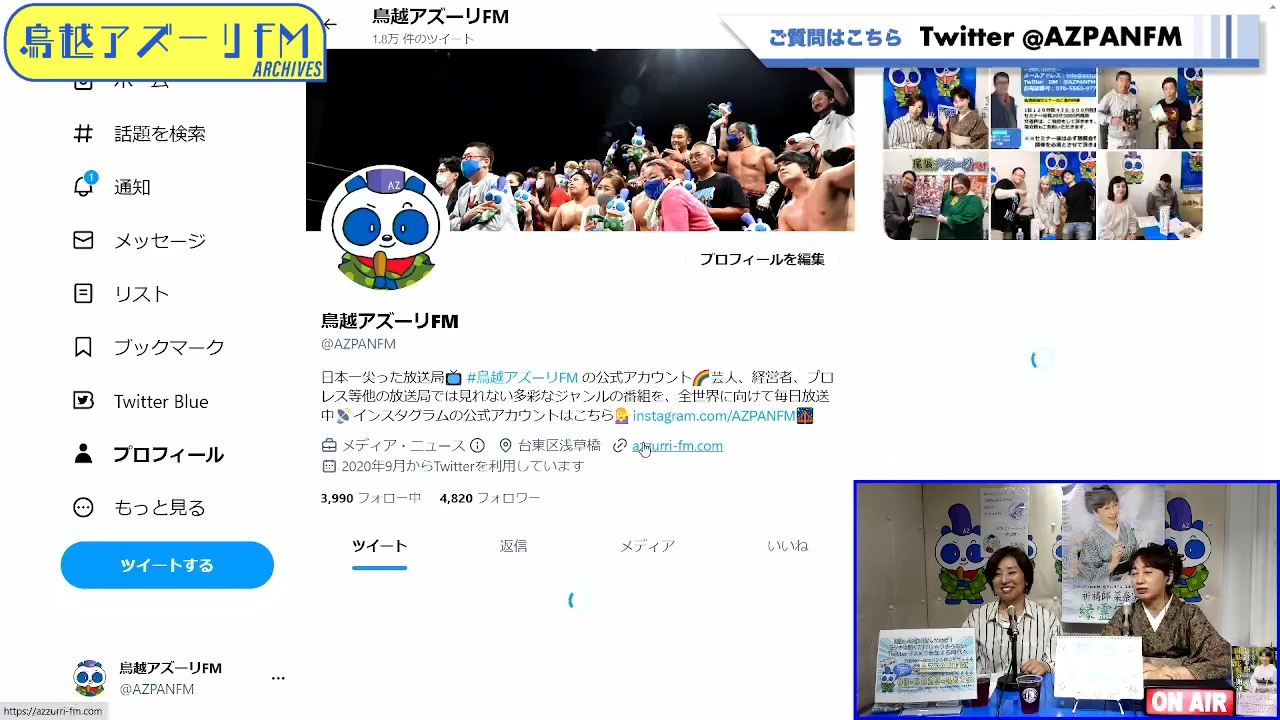 鳥越アズーリFM
ARCHIVES
鳥越アズーリFM
1.8万 件のツイート
ご質問はこちら Twitter @AZPANFM
ホーム
話題を検索
1
通知
メッセージ
リスト
ブックマーク
Twitter Blue
プロフィール
もっと見る
ツイートする
鳥越アズーリFM
@AZPANFM
https://azzurri-fm.com
AZ
プロフィールを編集
鳥越アズーリFM
@AZPANFM
日本一尖った放送局📺 #鳥越アズーリFM の公式アカウント🌈芸人、経営者、プロ
レス等他の放送局では見れない多彩なジャンルの番組を、全世界に向けて毎日放送
中📡インスタグラムの公式アカウントはこちら💁instagram.com/AZPANFM🌉
メディア・ニュース 台東区浅草橋 azzurri-fm.com
2020年9月からTwitterを利用しています
3,990 フォロー中 4,820 フォロワー
ツイート
返信
メディア
いいね
尾張アズーリFM
AZ
ON AIR